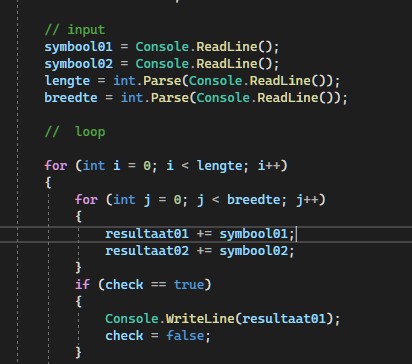 // input
symbool01 = Console.ReadLine();
symbool02 = Console.ReadLine();
lengte = int.Parse(Console.ReadLine());
breedte = int.Parse(Console.ReadLine());
//  loop
for (int i = 0; i < lengte; i++)
{
for (int j = 0; j < breedte; j++)
{
resultaat01 += symbool01;
resultaat02 += symbool02;
}
if (check == true)
{
Console.WriteLine(resultaat01);
check = false;
}